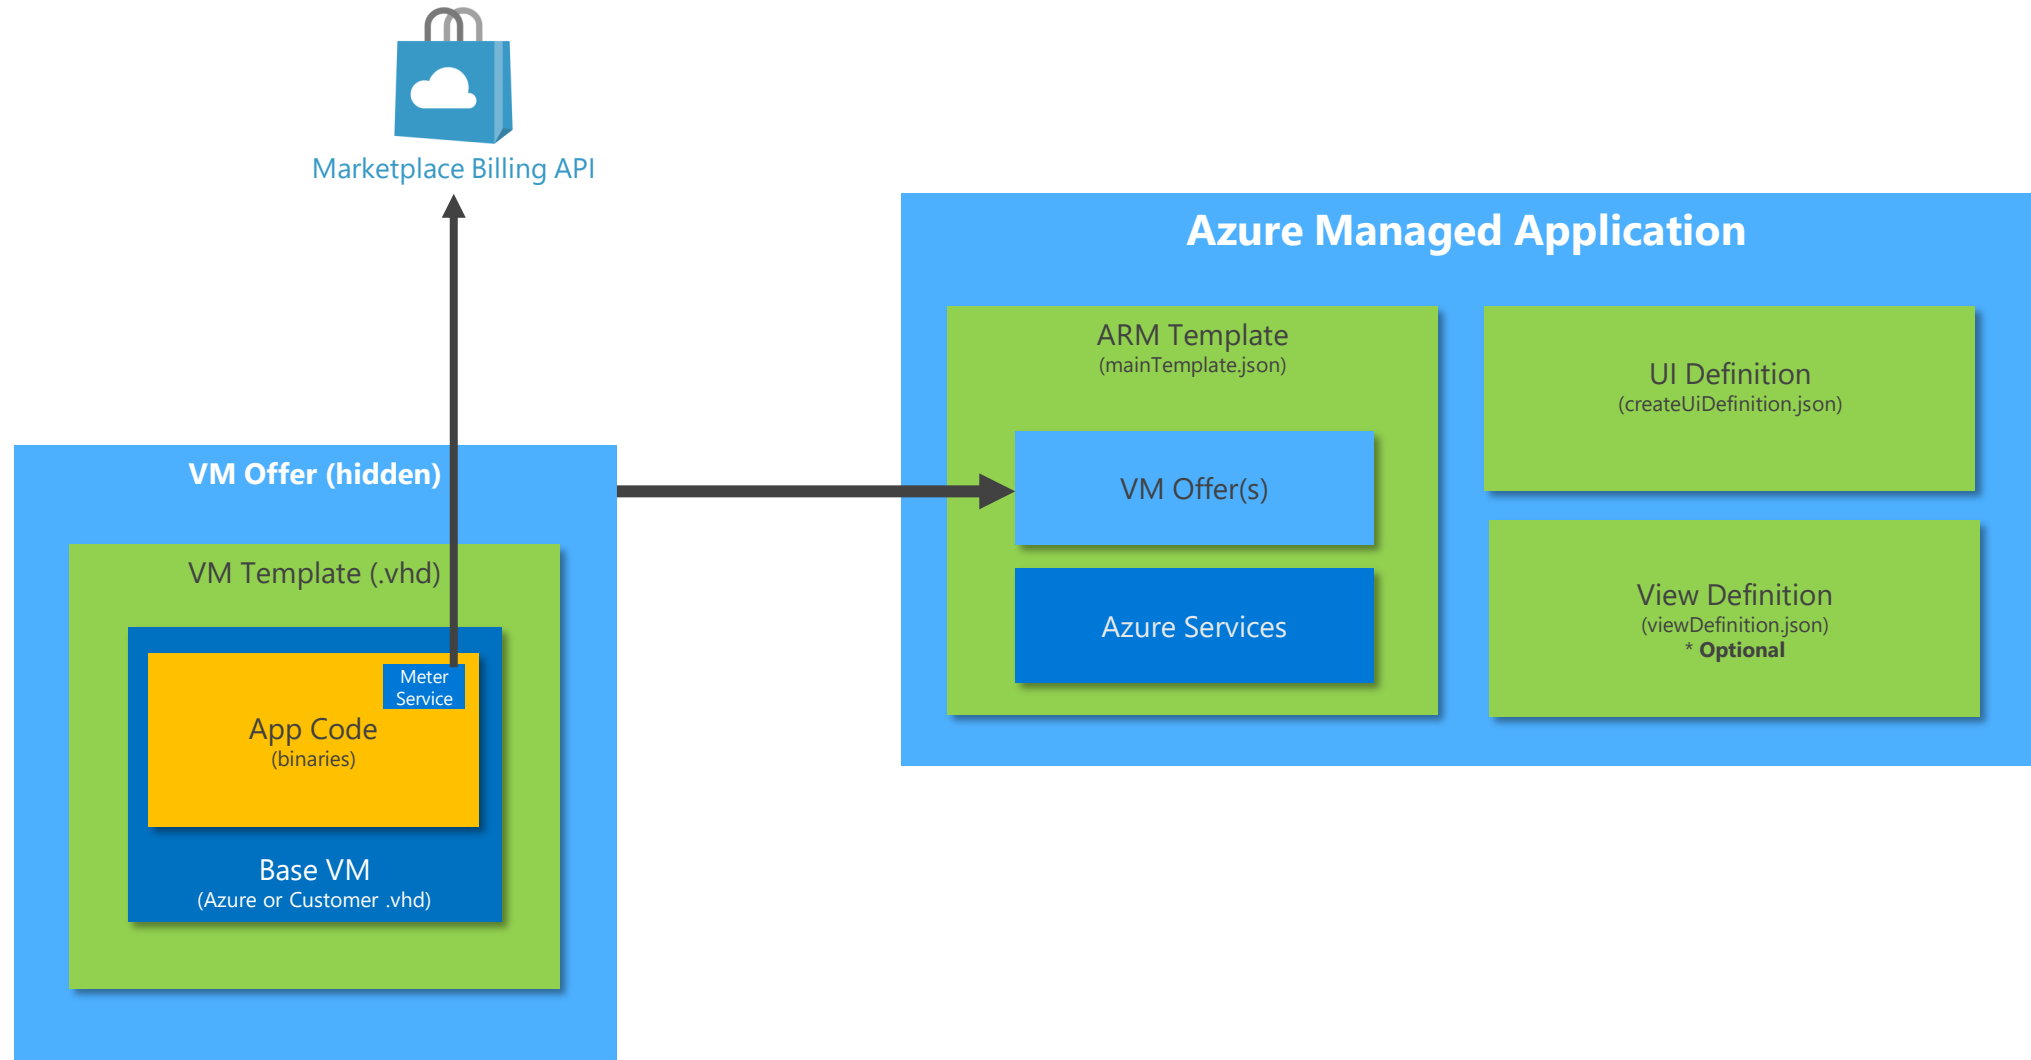 Marketplace Billing API
Azure Managed Application
ARM Template
(mainTemplate.json)
VM Offer(s)
Azure Services
UI Definition
(createUiDefinition.json)
View Definition
(viewDefinition.json)
* Optional
VM Offer (hidden)
VM Template (.vhd)
Meter
Service
App Code
(binaries)
Base VM
(Azure or Customer .vhd)